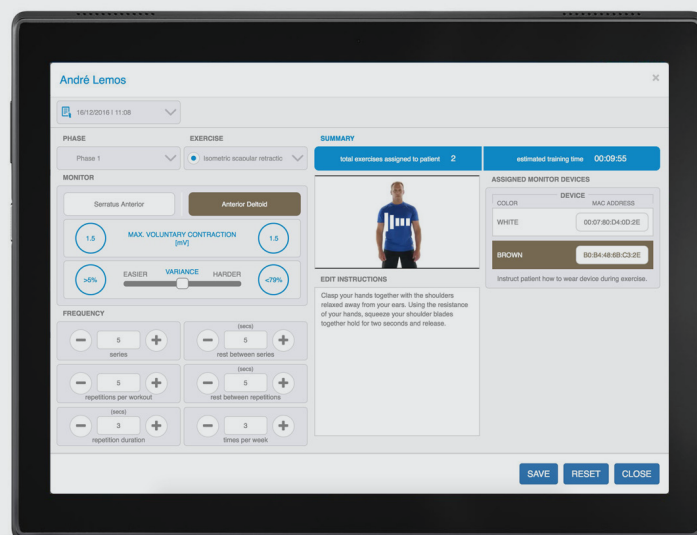 André Lemos
×
16/12/2016 | 11:08
PHASE
EXERCISE
Phase 1
Isometric scapular retractic
MONITOR
Serratus Anterior
Anterior Deltoid
1.5
MAX. VOLUNTARY CONTRACTION
[mV]
1.5
>5%
EASIER
VARIANCE
HARDER
<79%
FREQUENCY
5
series
(secs)
5
rest between series
5
repetitions per workout
(secs)
5
rest between repetitions
(secs)
3
repetition duration
3
times per week
SUMMARY
total exercises assigned to patient 2
estimated training time 00:09:55
EDIT INSTRUCTIONS
Clasp your hands together with the shoulders
relaxed away from your ears. Using the resistance
of your hands, squeeze your shoulder blades
together hold for two seconds and release.
ASSIGNED MONITOR DEVICES
DEVICE
COLOR
MAC ADDRESS
WHITE
00:07:80:D4:0D:2E
BROWN
B0:B4:48:6B:C3:2E
Instruct patient how to wear device during exercise.
SAVE
RESET
CLOSE